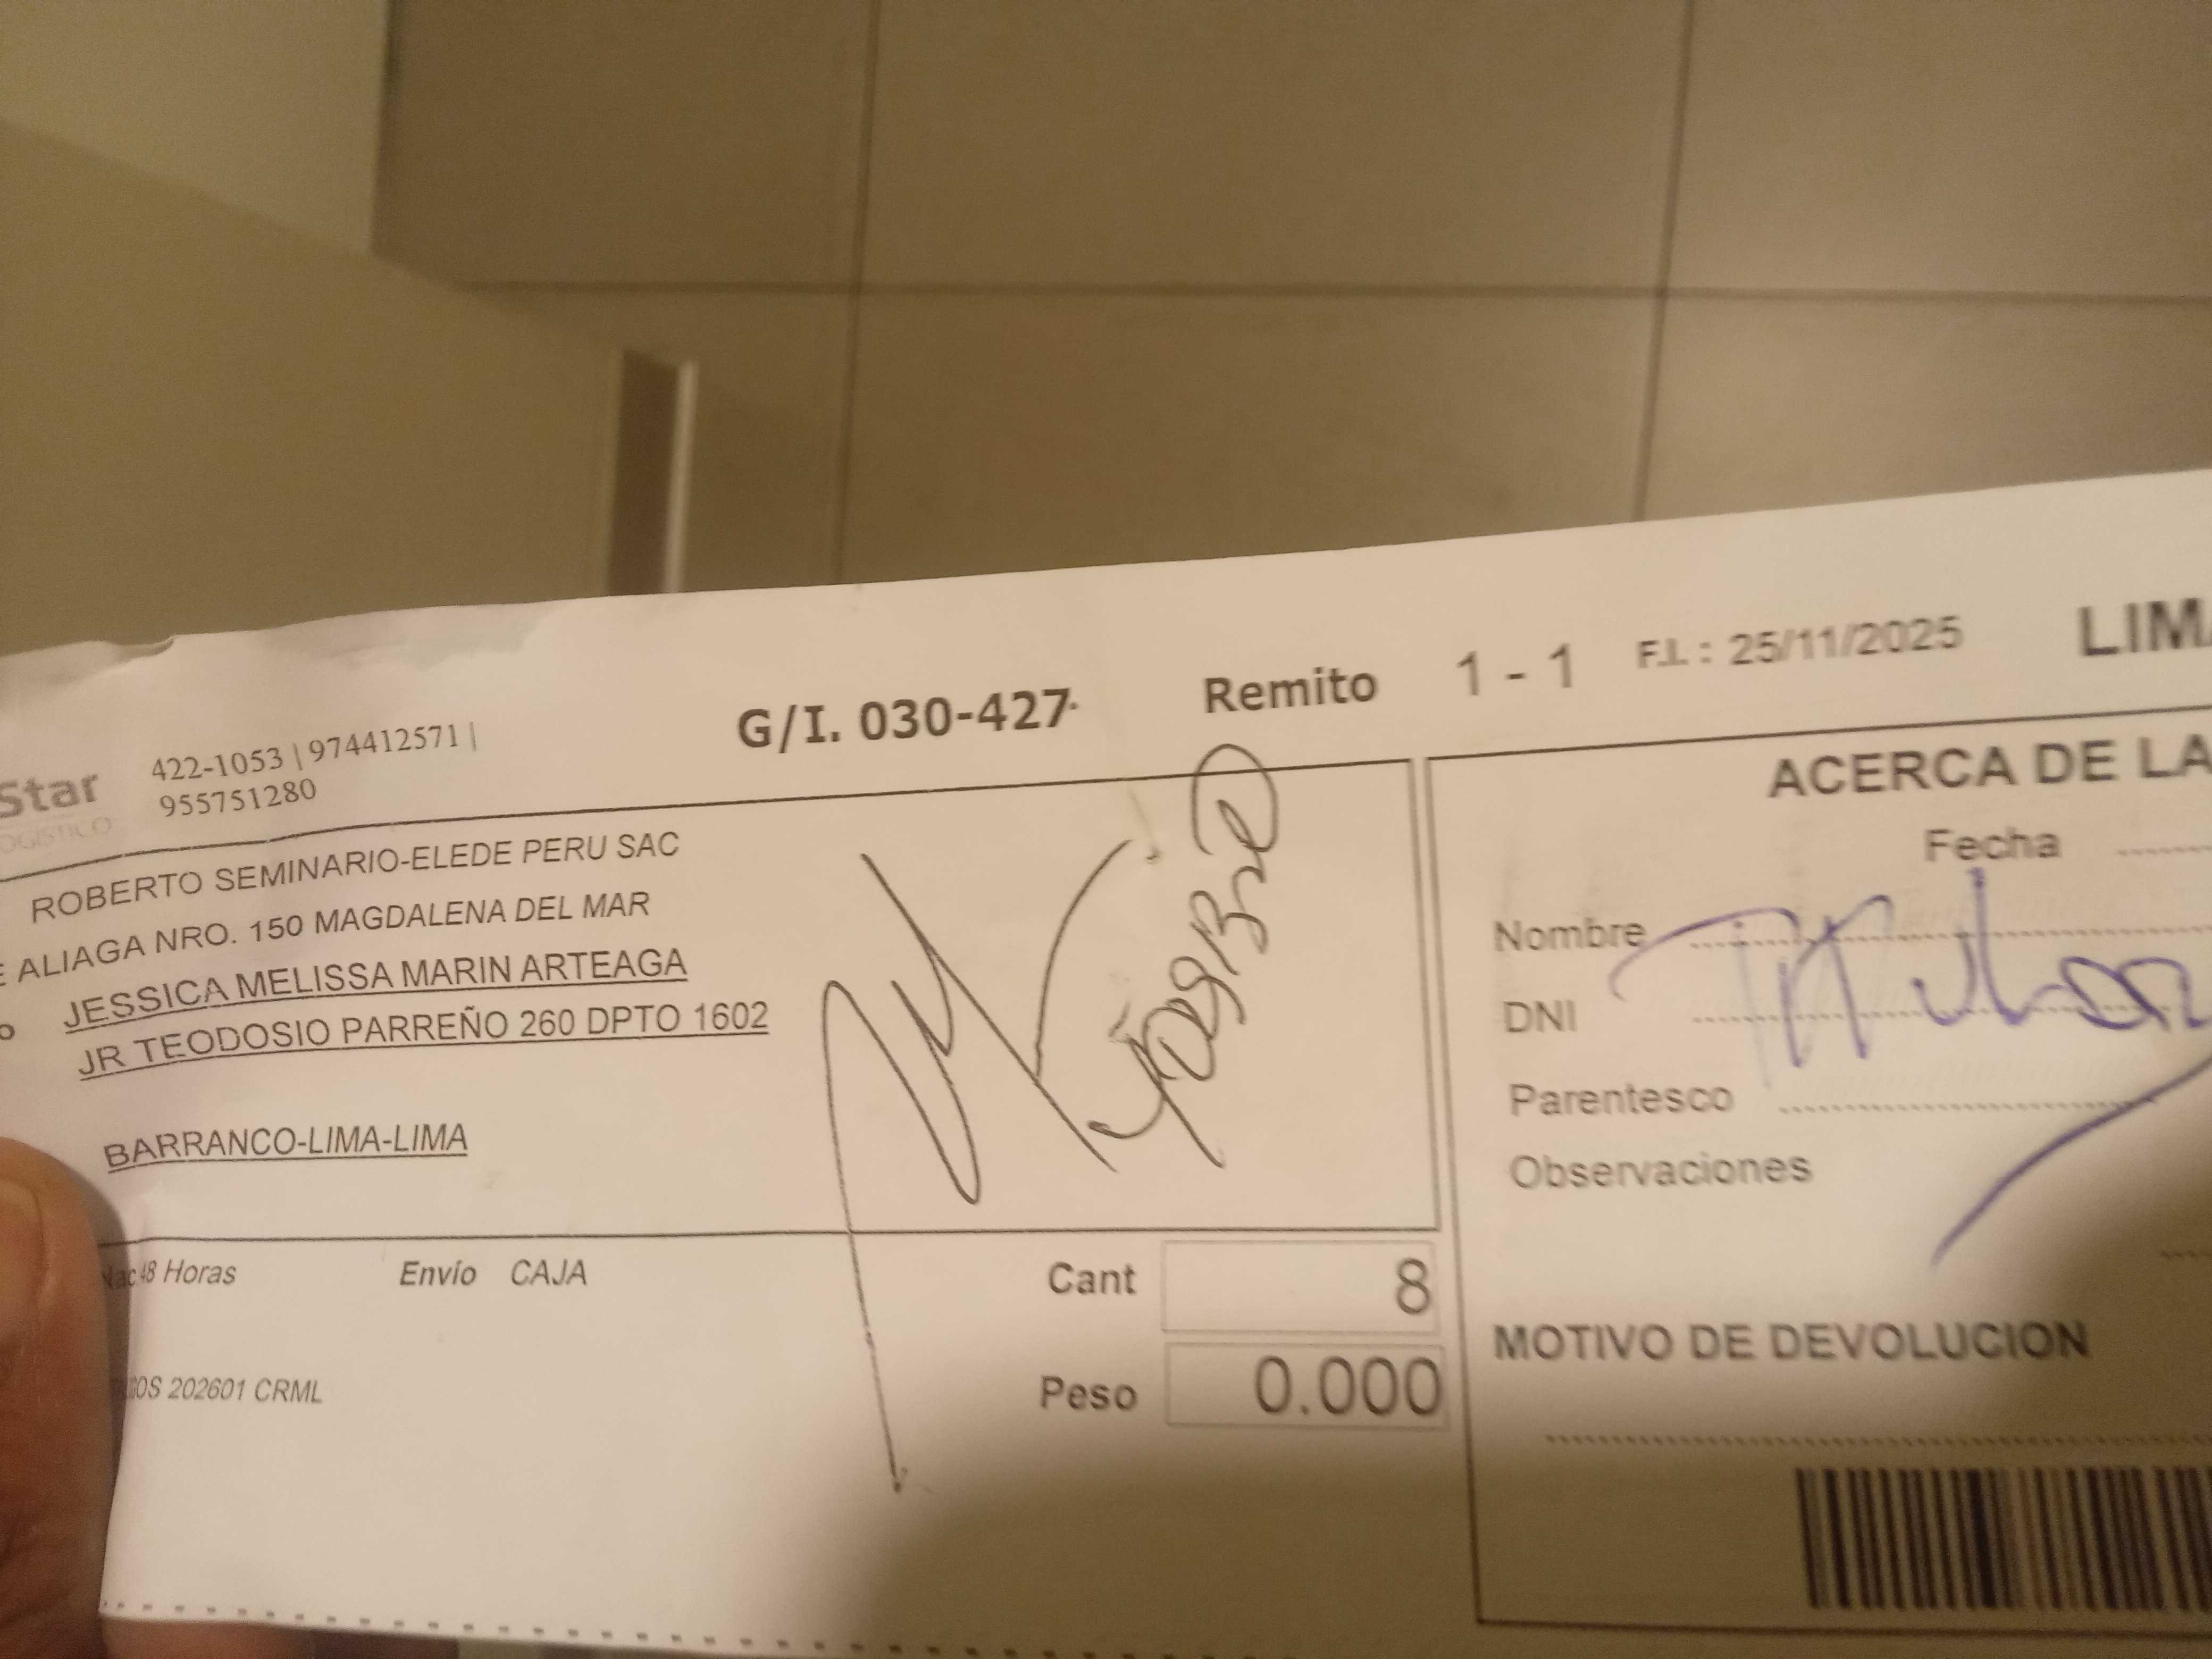 Star
422-1053 | 974412571 |
955751280
G/I. 030-427
Remito 1 - 1 F.I. : 25/11/2025 LIMA
ROBERTO SEMINARIO-ELEDE PERU SAC
ALIAGA NRO. 150 MAGDALENA DEL MAR
JESSICA MELISSA MARIN ARTEAGA
JR TEODOSIO PARREÑO 260 DPTO 1602
BARRANCO-LIMA-LIMA
48 Horas Envío CAJA
Cant 8
Peso 0.000
202601 CRML
ACERCA DE LA
Fecha
Nombre
DNI
Parentesco
Observaciones
MOTIVO DE DEVOLUCION